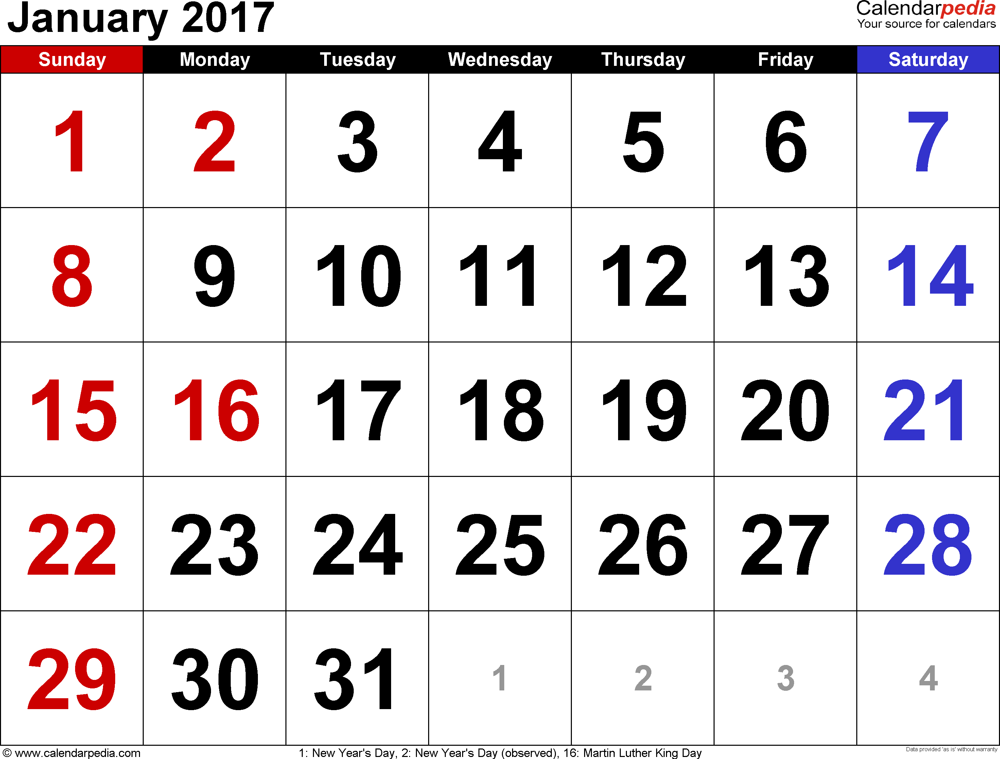 January 2017
Calendarpedia
Your source for calendars
Sunday Monday Tuesday Wednesday Thursday Friday Saturday
1 2 3 4 5 6 7
8 9 10 11 12 13 14
15 16 17 18 19 20 21
22 23 24 25 26 27 28
29 30 31 1 2 3 4
© www.calendarpedia.com
1: New Year's Day, 2: New Year's Day (observed), 16: Martin Luther King Day
Data provided 'as is' without warranty